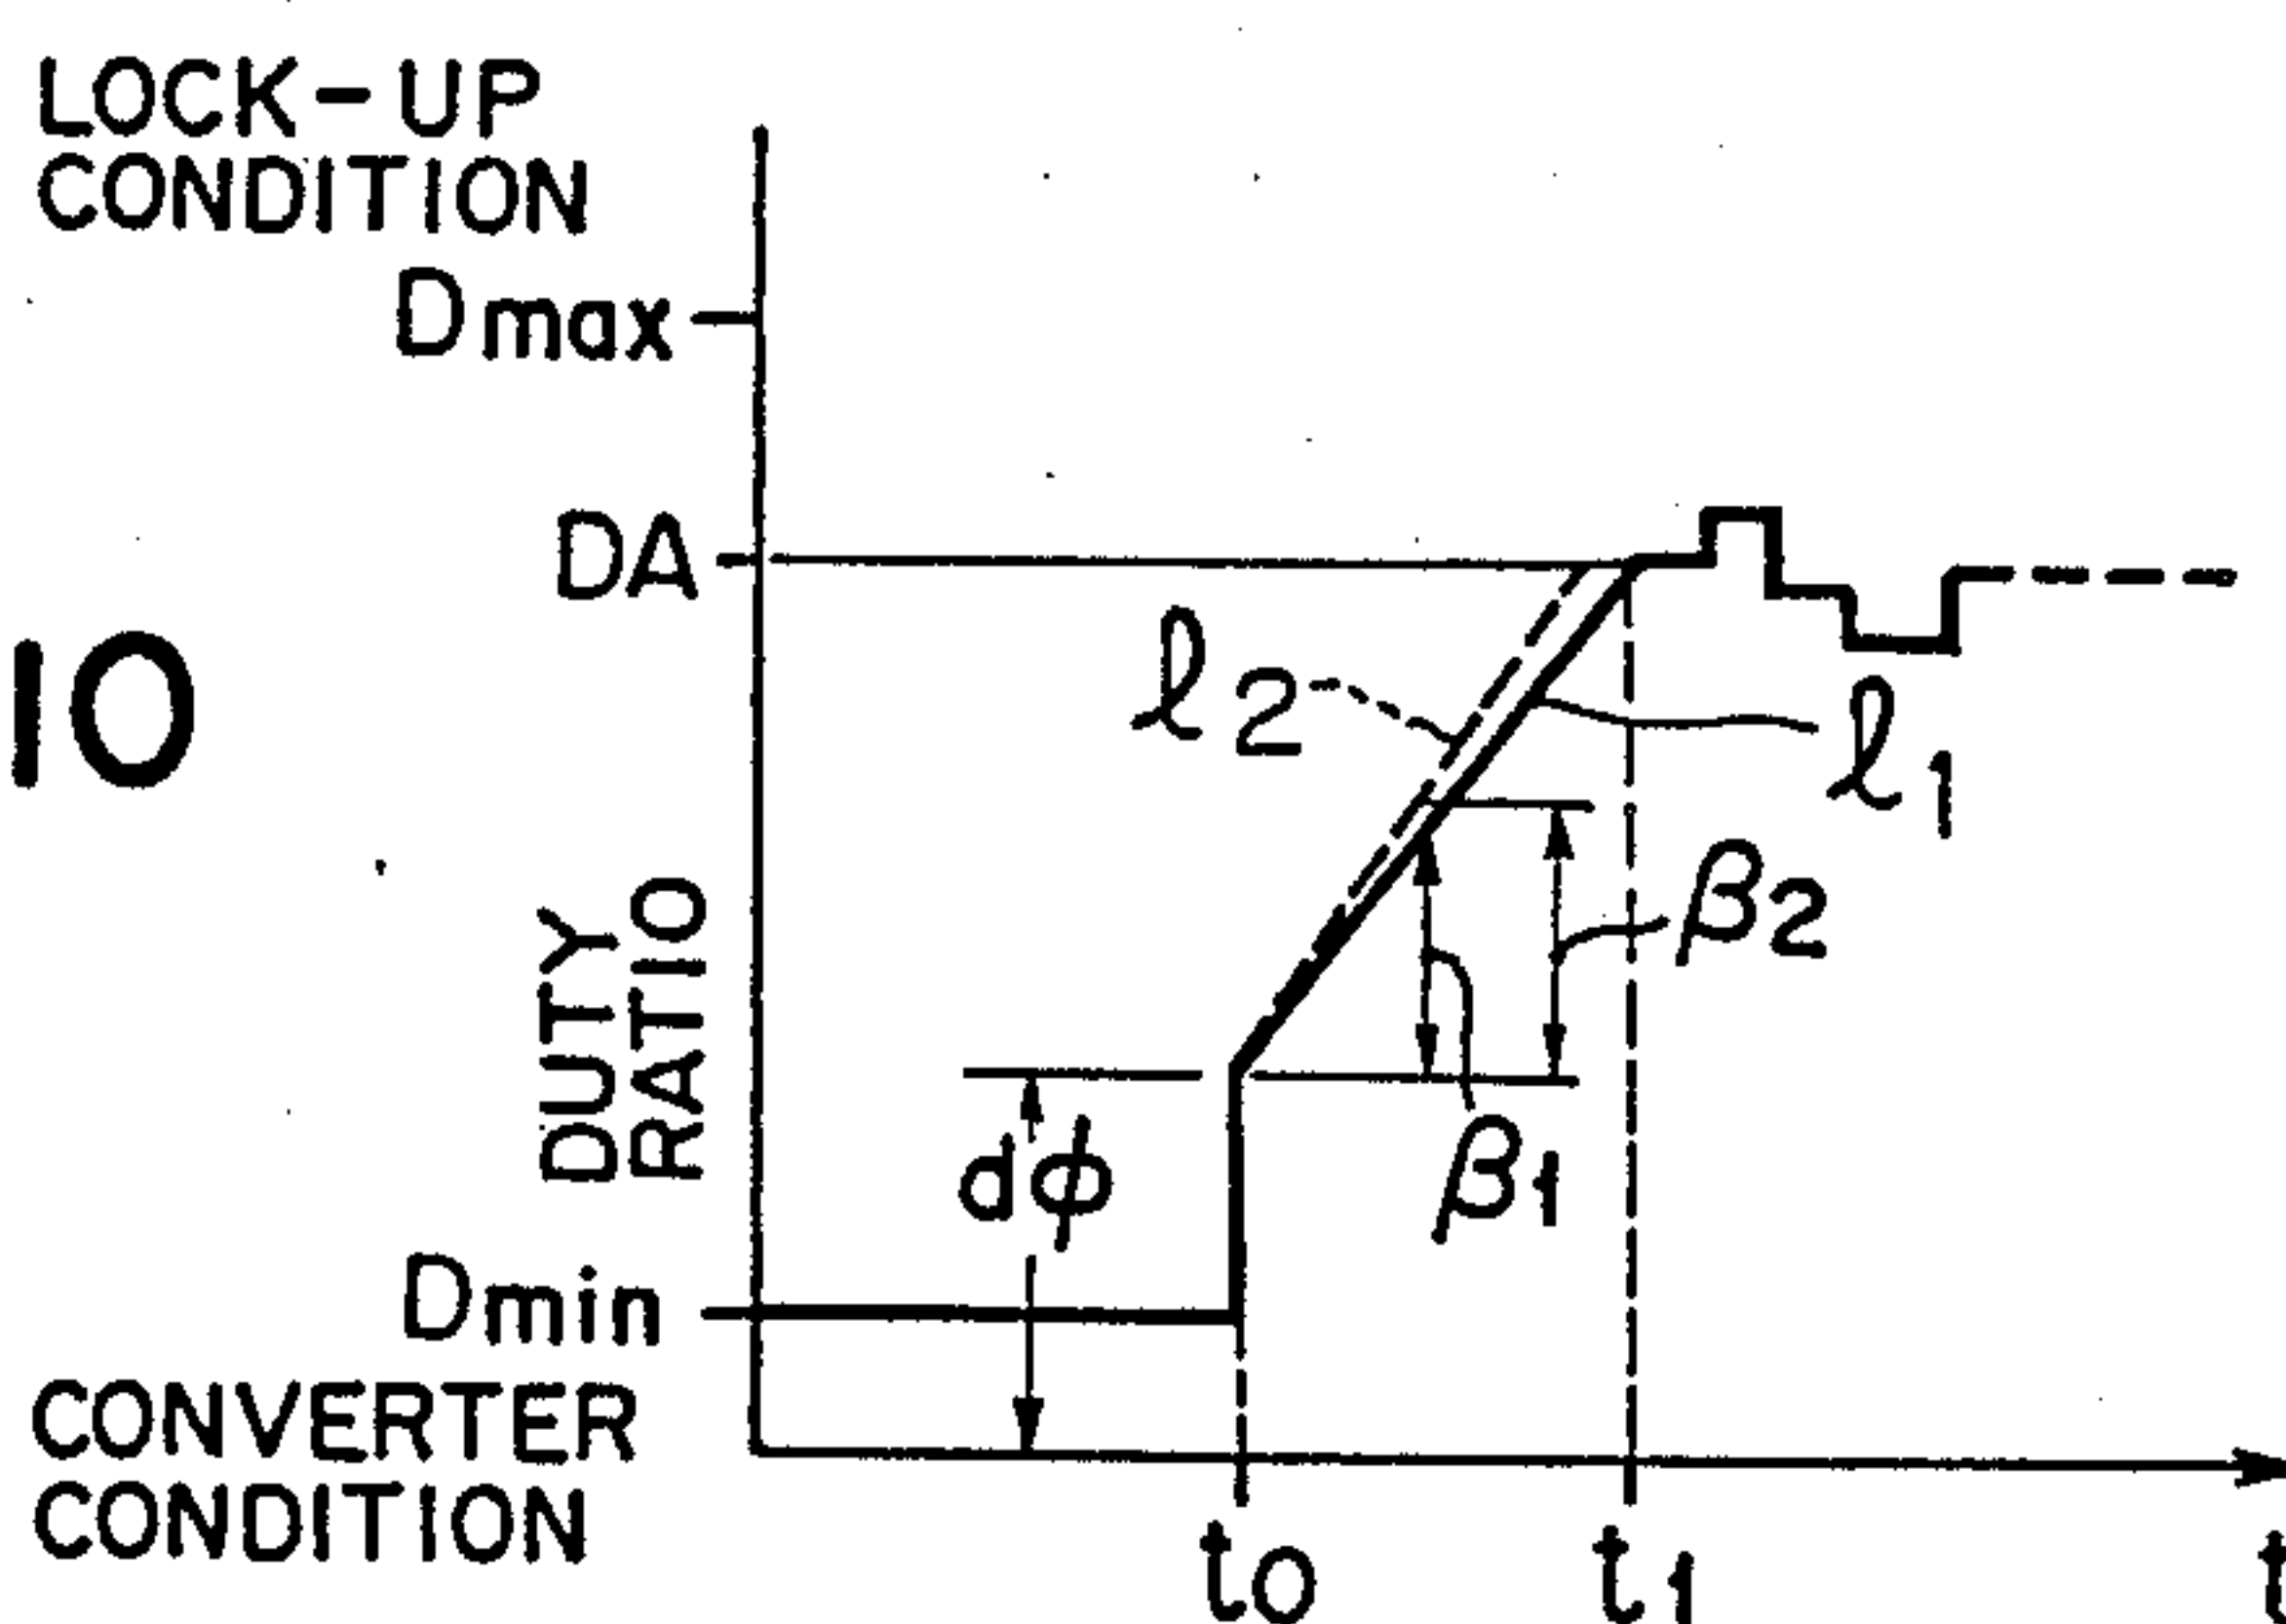 LOCK-UP
CONDITION
Dmax
DA
10
ℓ2
ℓ1
β2
DUTY
RATIO
dϕ
β1
Dmin
CONVERTER
CONDITION
t0
t1
t